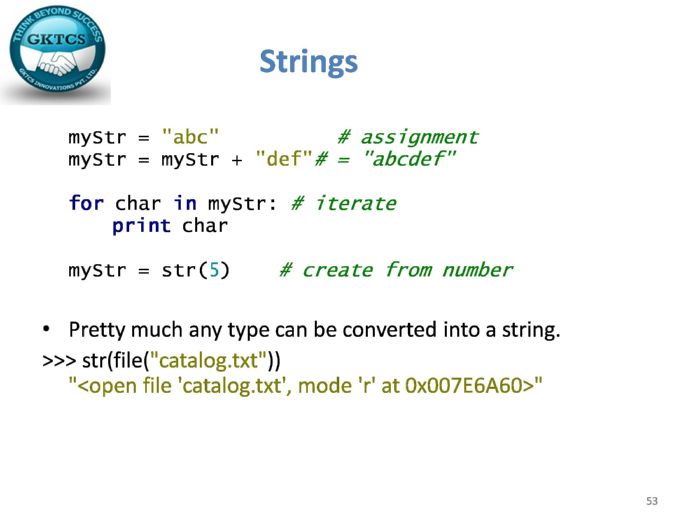 THINK BEYOND SUCCESS
GKTCS
GKTCS INNOVATIONS PVT. LTD.
Strings
myStr = "abc" # assignment
myStr = myStr + "def"# = "abcdef"
for char in myStr: # iterate
print char
myStr = str(5) # create from number
• Pretty much any type can be converted into a string.
>>> str(file("catalog.txt"))
"<open file 'catalog.txt', mode 'r' at 0x007E6A60>"
53